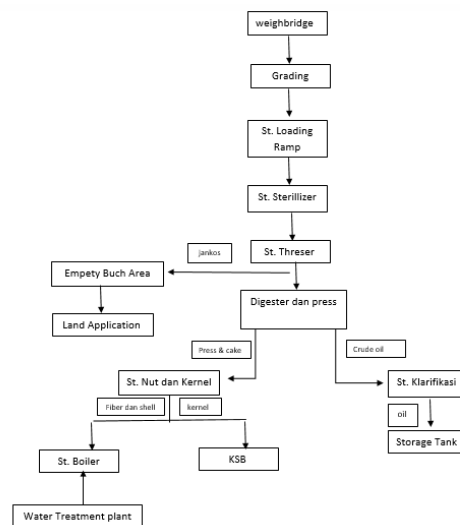 weighbridge
Grading
St. Loading
Ramp
St. Sterillizer
St. Threser
jankos
Empety Buch Area
Digester dan press
Land Application
Press & cake
Crude oil
St. Nut dan Kernel
St. Klarifikasi
Fiber dan shell
kernel
oil
Storage Tank
St. Boiler
KSB
Water Treatment plant